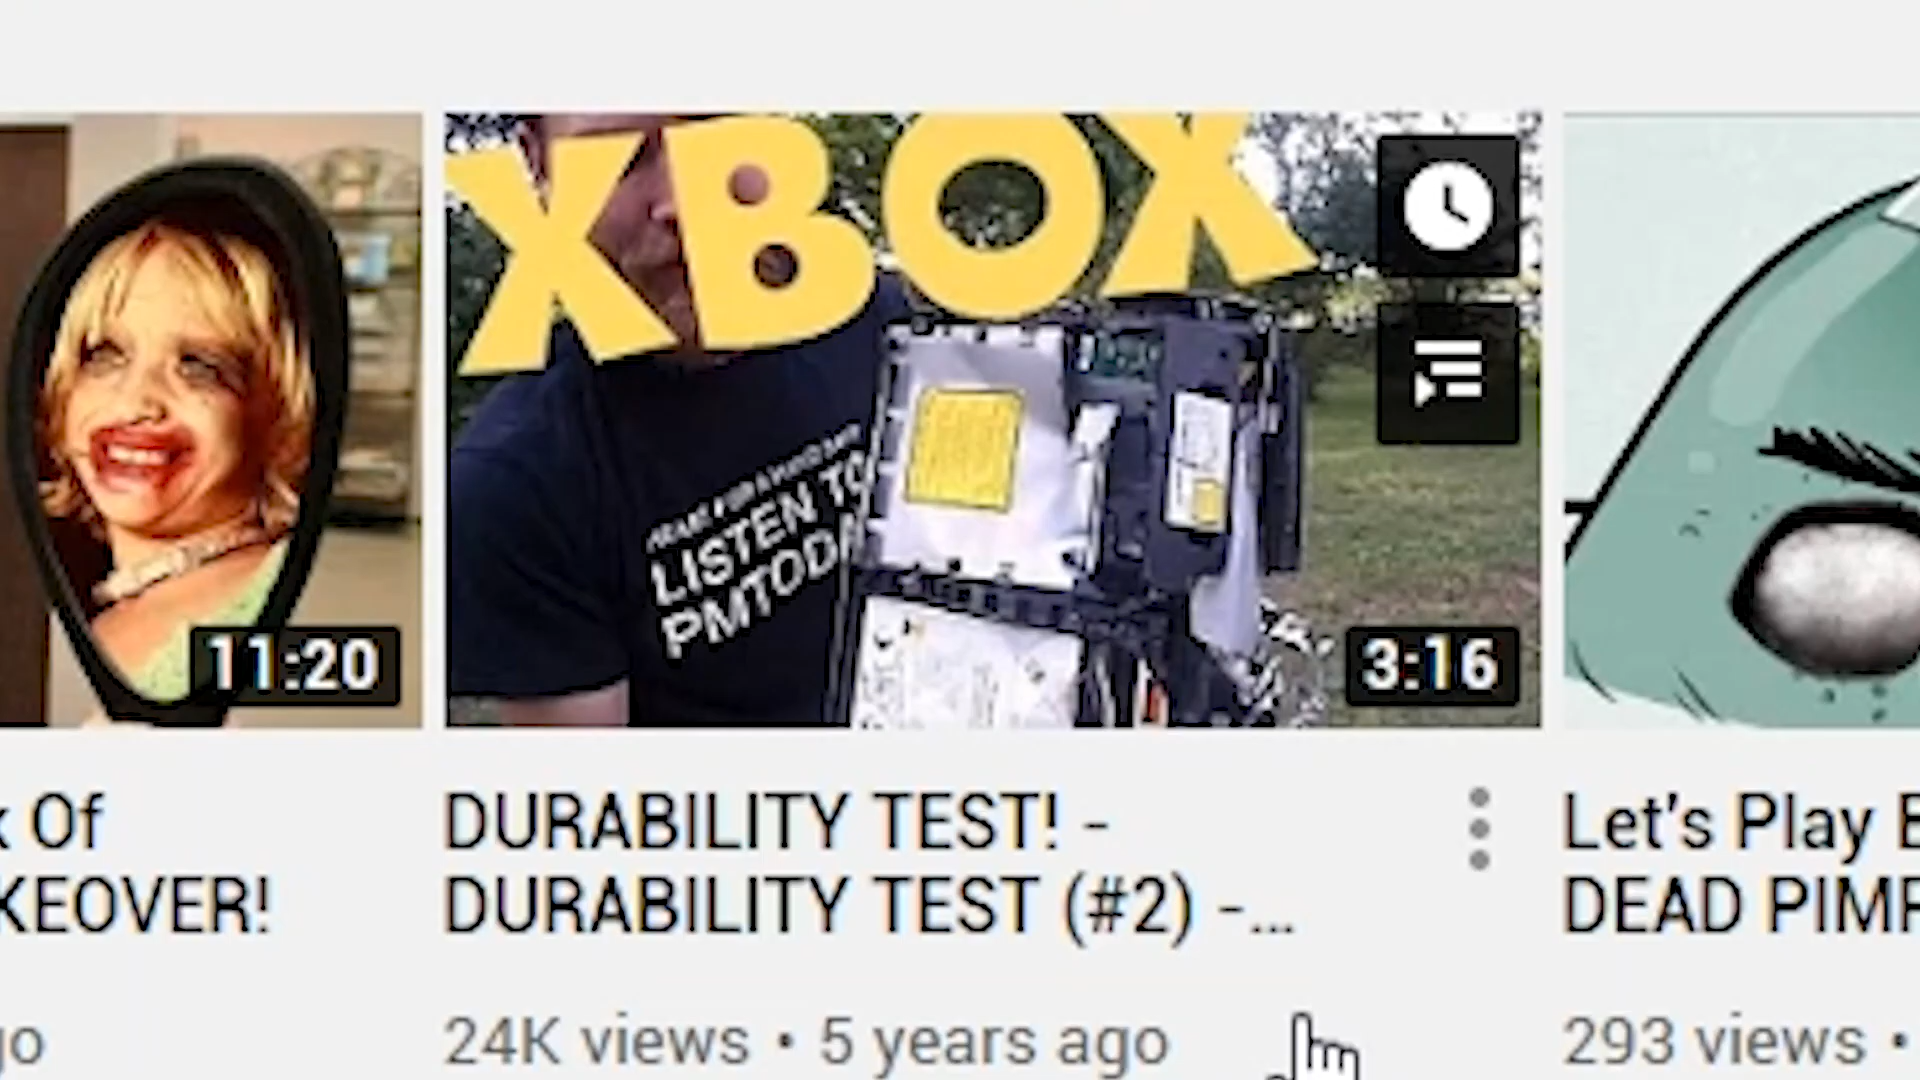 XBOX
LISTEN TO
PMTODA
11:20
3:16
k Of
KEOVER!
DURABILITY TEST! -
DURABILITY TEST (#2) -...
Let's Play
DEAD PIMP
go
24K views • 5 years ago
293 views •